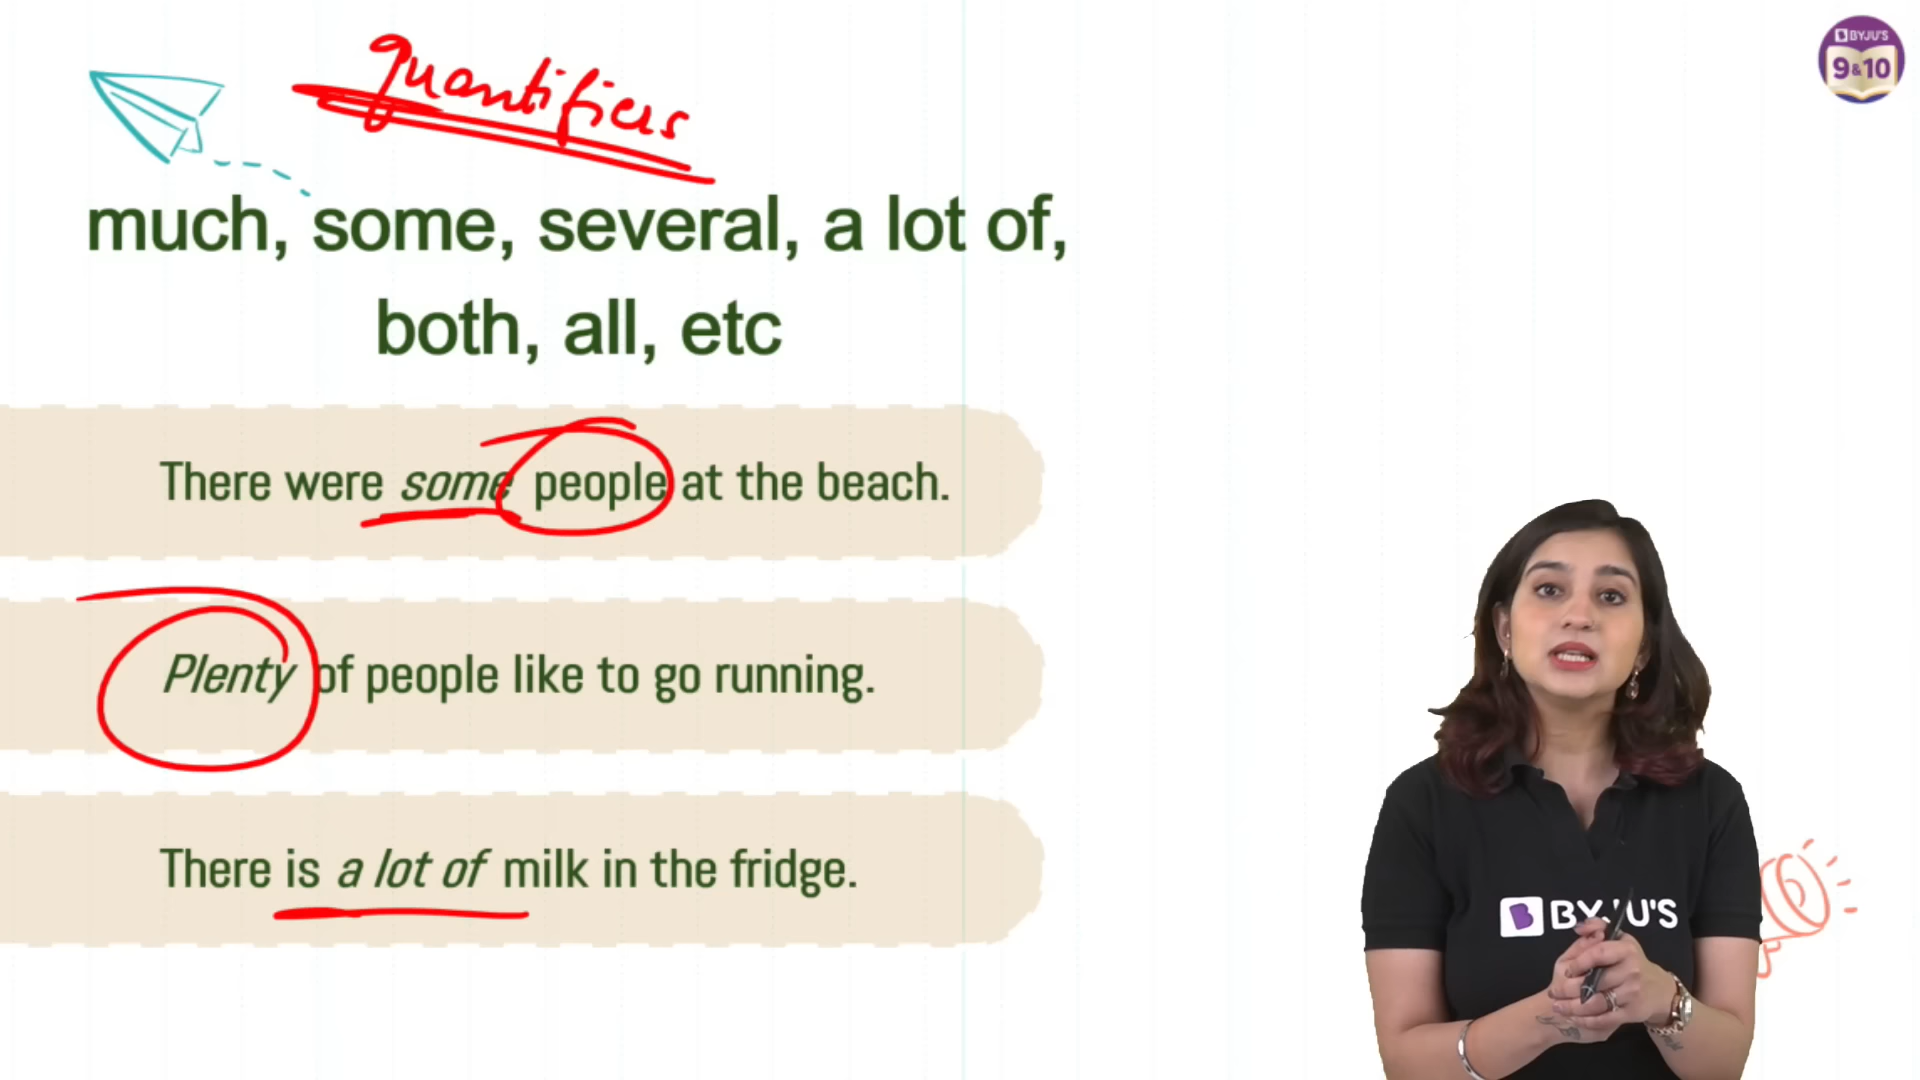 quantifiers
BYJU'S
9&10
much, some, several, a lot of,
both, all, etc
There were some people at the beach.
Plenty of people like to go running.
There is a lot of milk in the fridge.
BYJU'S